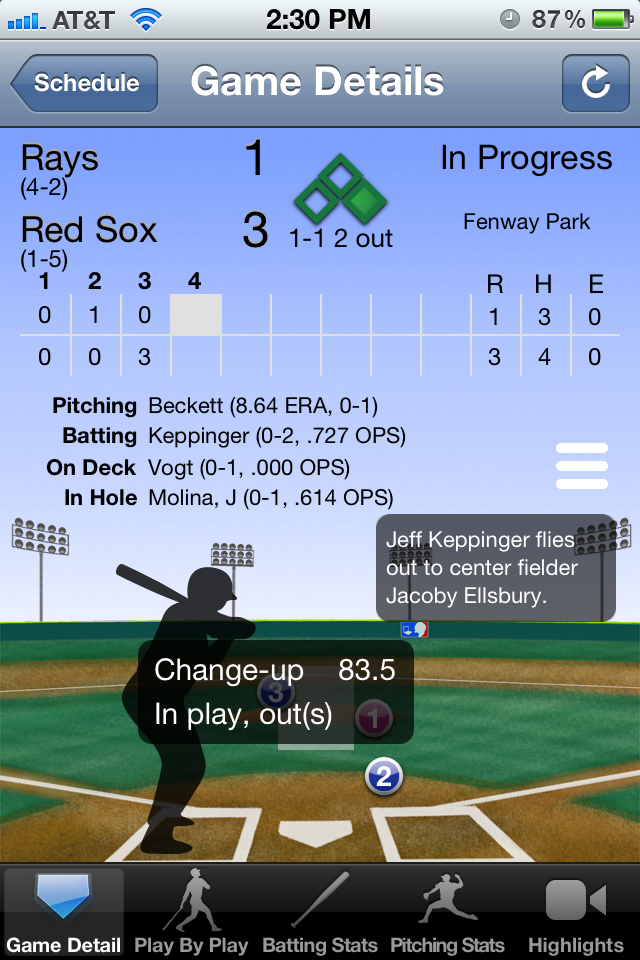 AT&T 2:30 PM 87%
Schedule Game Details
Rays 1 In Progress
(4-2)
Red Sox 3 1-1 2 out Fenway Park
(1-5)
1 2 3 4 R H E
0 1 0 1 3 0
0 0 3 3 4 0
Pitching Beckett (8.64 ERA, 0-1)
Batting Keppinger (0-2, .727 OPS)
On Deck Vogt (0-1, .000 OPS)
In Hole Molina, J (0-1, .614 OPS)
Jeff Keppinger flies
out to center fielder
Jacoby Ellsbury.
Change-up 83.5
3
In play, out(s)
1
2
Game Detail Play By Play Batting Stats Pitching Stats Highlights